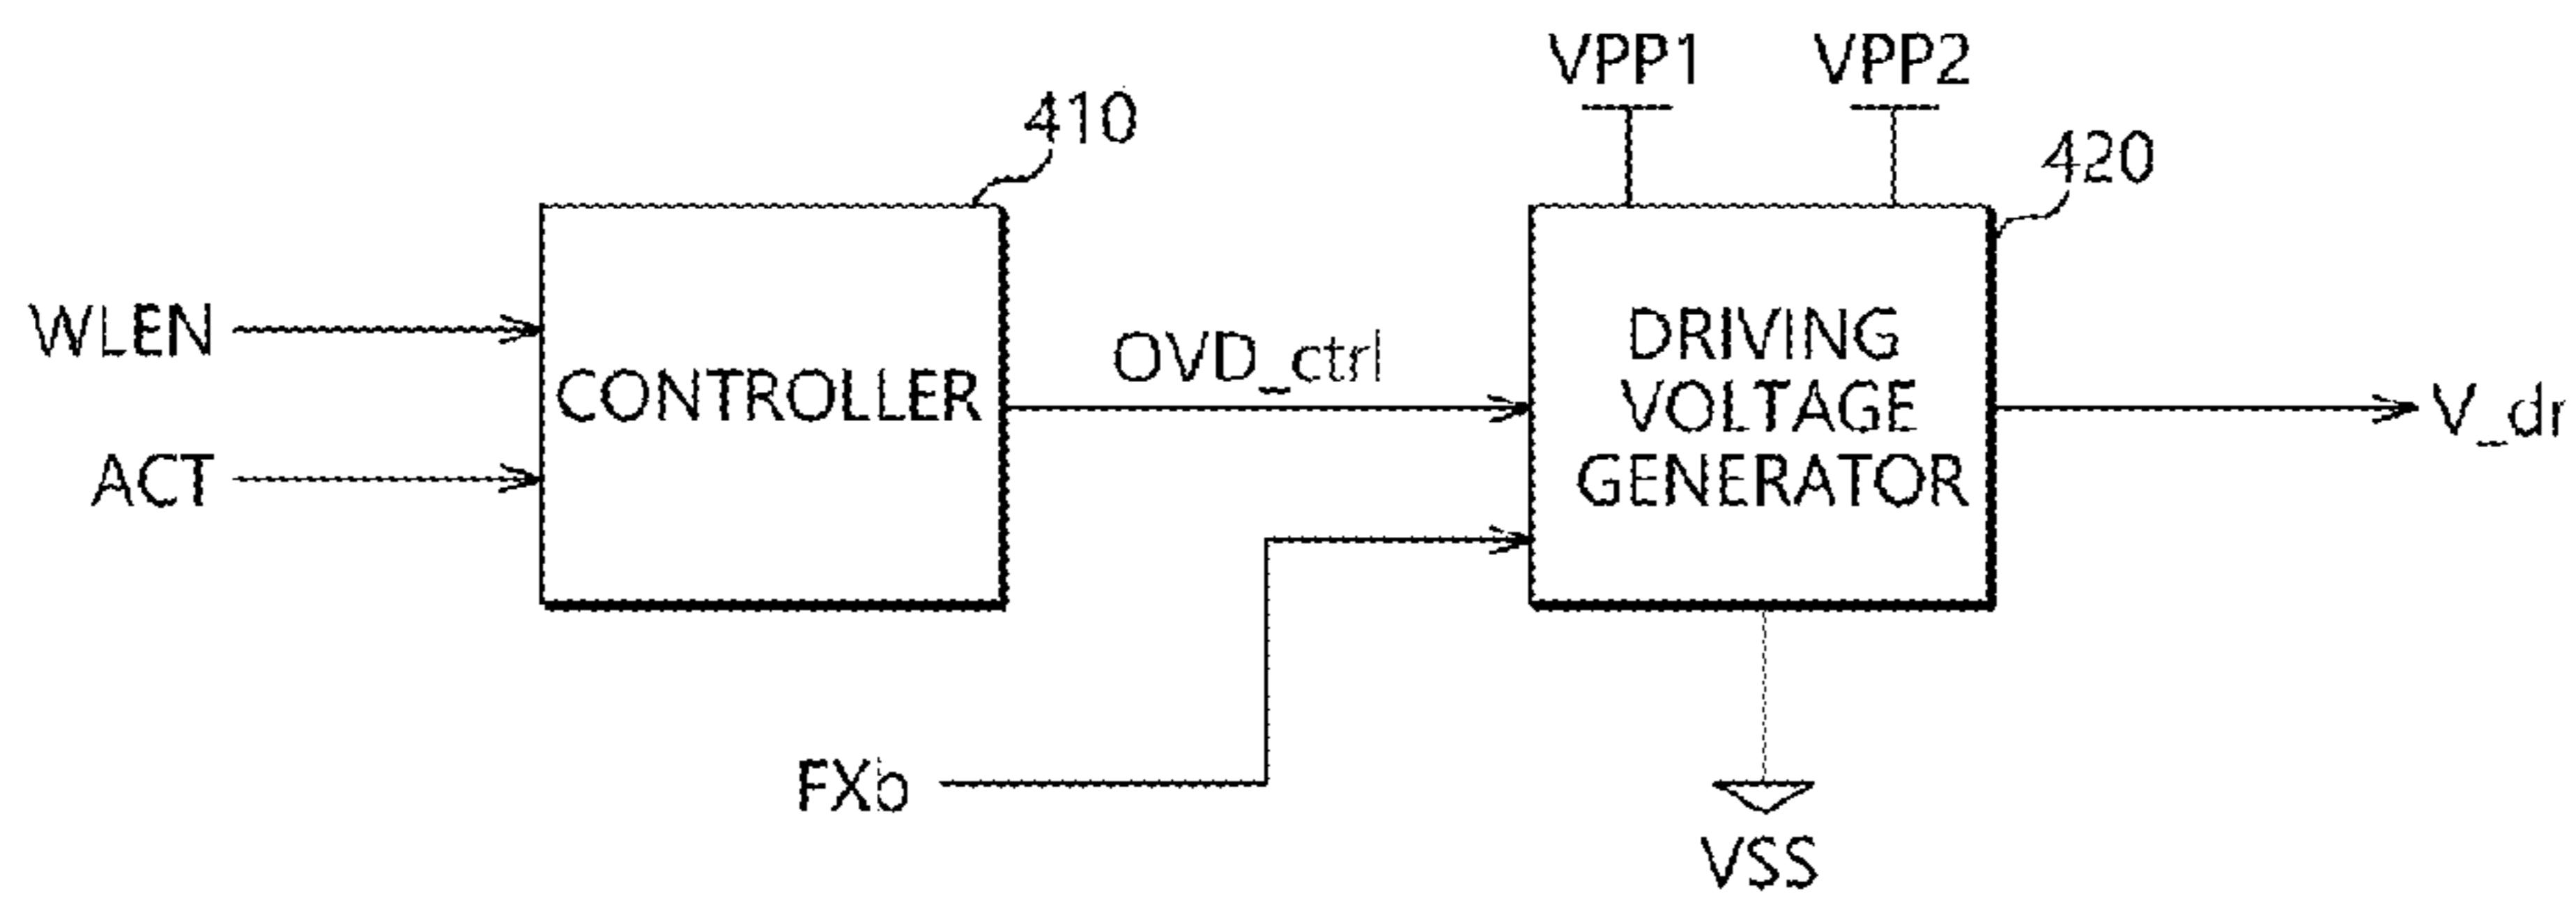 VPP1 VPP2
410
420
WLEN
CONTROLLER
ACT
OVD_ctrl
DRIVING
VOLTAGE
GENERATOR
V_dr
FXb
VSS